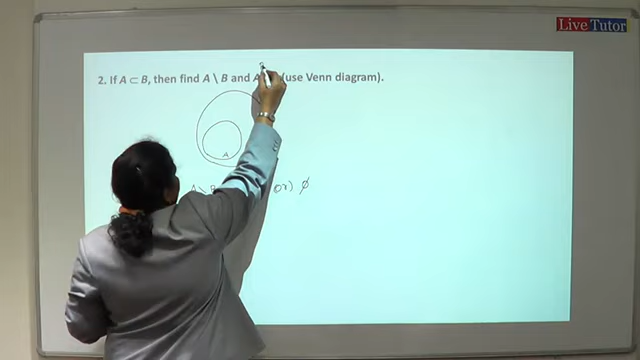 Live Tutor
2. If A ⊂ B, then find A \ B and A (use Venn diagram).
A
A \ B or) ∅